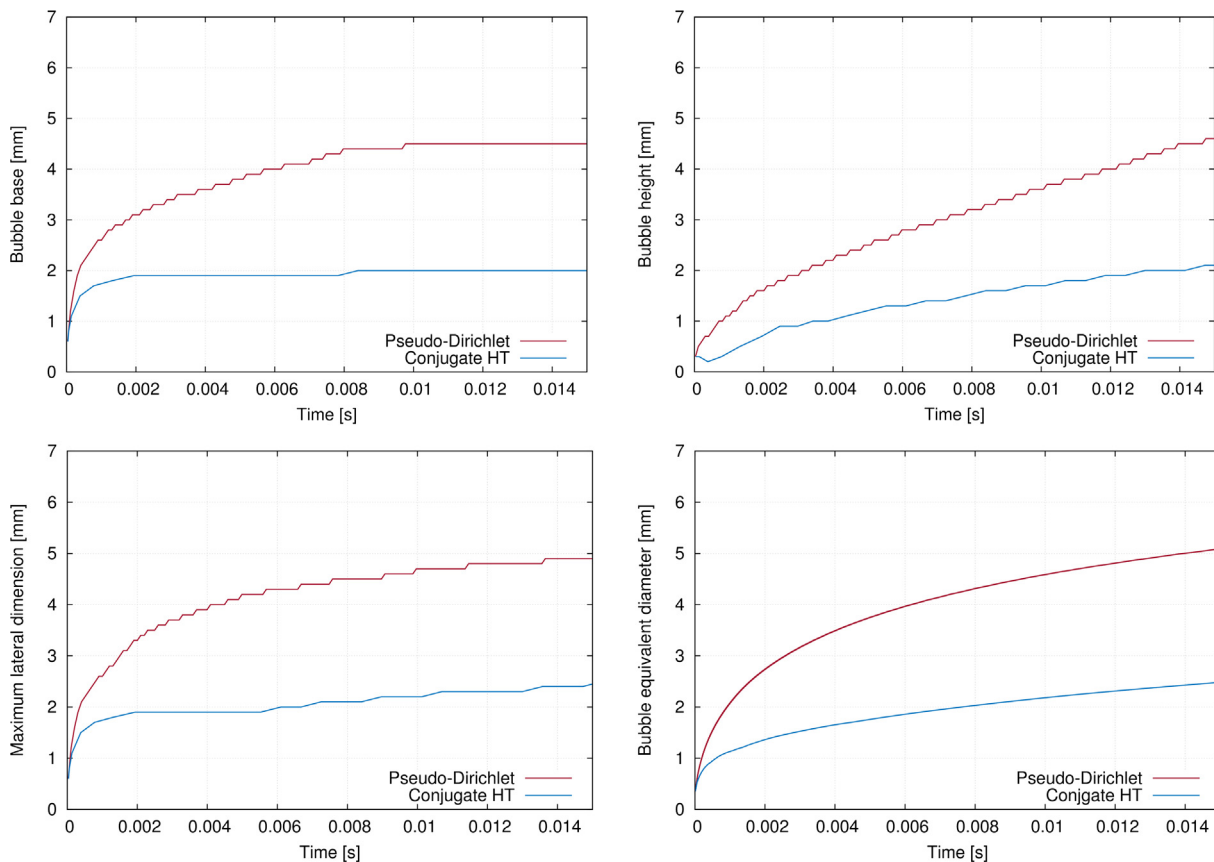 7
6
5
4
3
2
1
0
Bubble base [mm]
Pseudo-Dirichlet
Conjugate HT
0 0.002 0.004 0.006 0.008 0.01 0.012 0.014
Time [s]
7
6
5
4
3
2
1
0
Bubble height [mm]
Pseudo-Dirichlet
Conjugate HT
0 0.002 0.004 0.006 0.008 0.01 0.012 0.014
Time [s]
7
6
5
4
3
2
1
0
Maximum lateral dimension [mm]
Pseudo-Dirichlet
Conjugate HT
0 0.002 0.004 0.006 0.008 0.01 0.012 0.014
Time [s]
7
6
5
4
3
2
1
0
Bubble equivalent diameter [mm]
Pseudo-Dirichlet
Conjgate HT
0 0.002 0.004 0.006 0.008 0.01 0.012 0.014
Time [s]